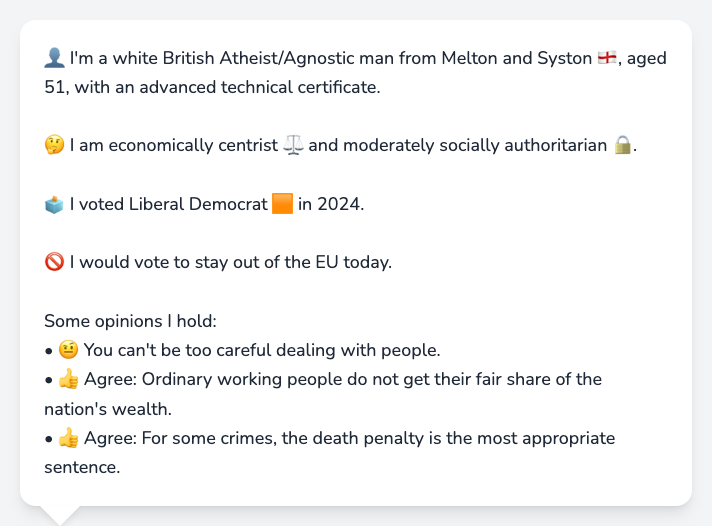 👤 I'm a white British Atheist/Agnostic man from Melton and Syston 🏴󠁧󠁢󠁥󠁮󠁧󠁿, aged
51, with an advanced technical certificate.
🤔 I am economically centrist ⚖️ and moderately socially authoritarian 🔒.
🗳️ I voted Liberal Democrat 🟧 in 2024.
🚫 I would vote to stay out of the EU today.
Some opinions I hold:
• 🤨 You can't be too careful dealing with people.
• 👍 Agree: Ordinary working people do not get their fair share of the
nation's wealth.
• 👍 Agree: For some crimes, the death penalty is the most appropriate
sentence.